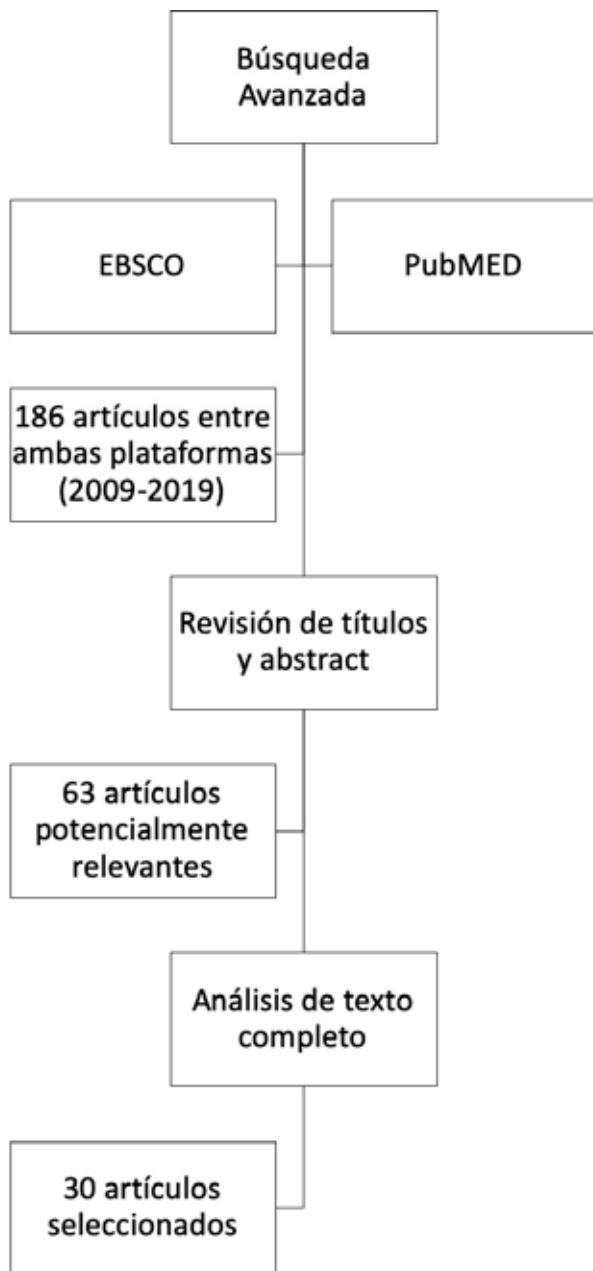 Búsqueda
Avanzada
EBSCO
PubMED
186 artículos entre
ambas plataformas
(2009-2019)
Revisión de títulos
y abstract
63 artículos
potencialmente
relevantes
Análisis de texto
completo
30 artículos
seleccionados